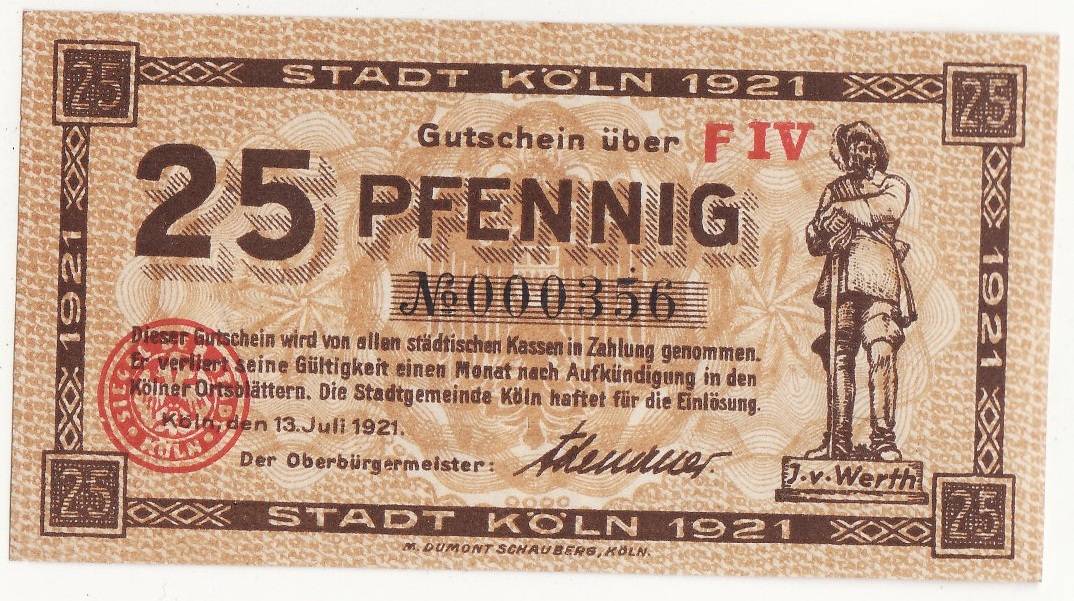 25 STADT KÖLN 1921 25
Gutschein über F IV
25 PFENNIG
№ 000356
Dieser Gutschein wird von allen städtischen Kassen in Zahlung genommen.
Er verliert seine Gültigkeit einen Monat nach Aufkündigung in den
Kölner Ortsblättern. Die Stadtgemeinde Köln haftet für die Einlösung.
Köln, den 13. Juli 1921.
Der Oberbürgermeister:
J.v.Werth
1921
1921
KÖLN
25 STADT KÖLN 1921 25
M. DUMONT SCHAUBERG, KÖLN.